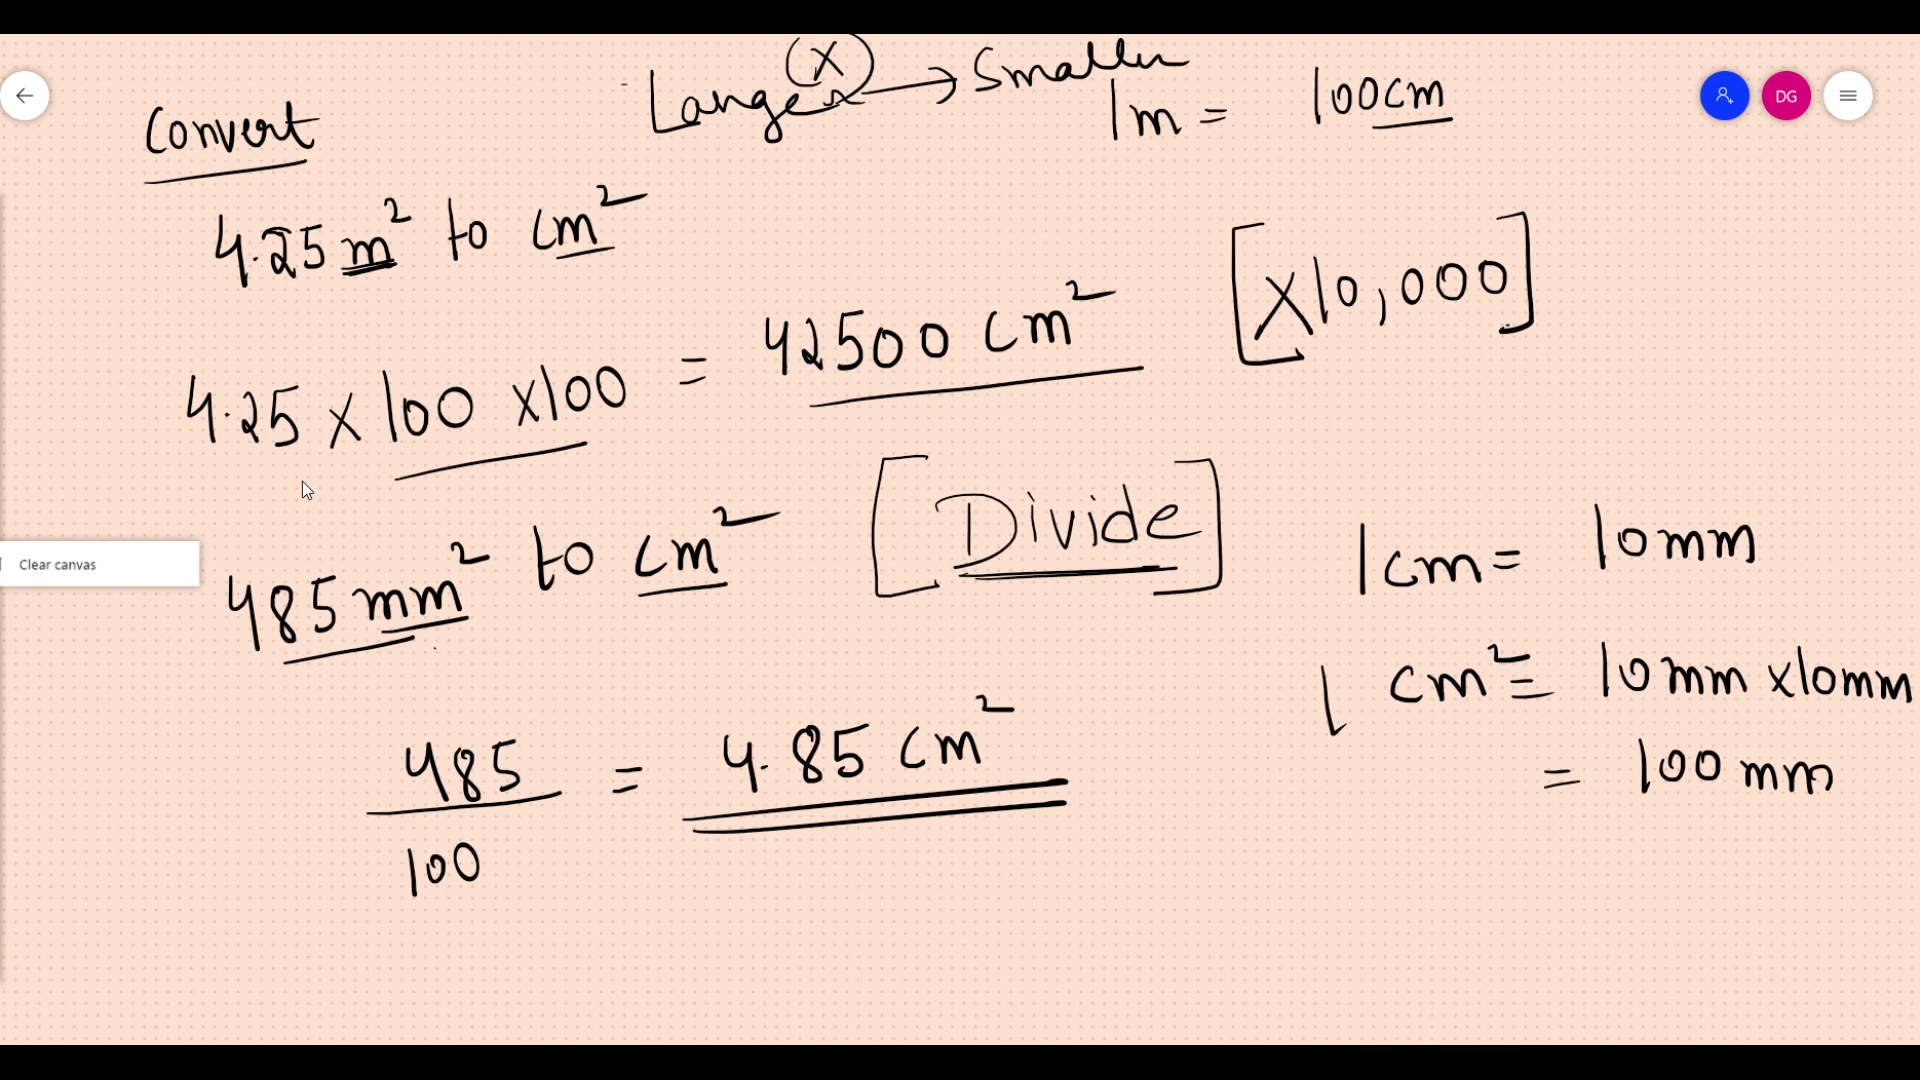 (X)
Larger → Smaller
1m = 100cm
Convert
4.25 m² to cm²
[X10,000]
4.25 x 100 x100 = 42500 cm²
485 mm² to cm²
[Divide]
1cm = 10mm
1 cm² = 10mm x10mm
= 100 mm
485/100 = 4.85 cm²
Clear canvas
DG